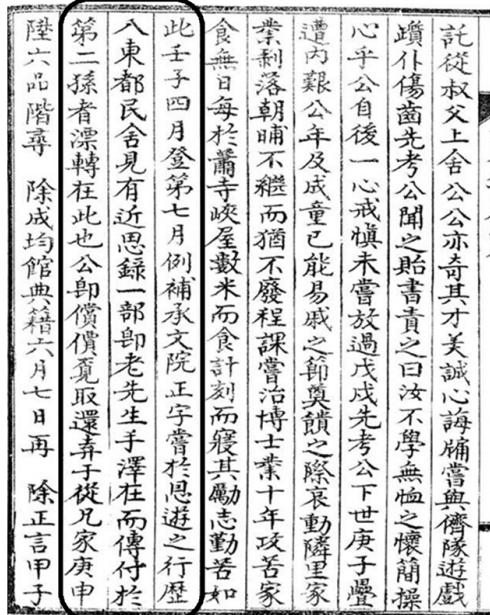 託從叔父上舍公公亦奇其才美誠心誨牖嘗與儕隊遊戲
躓仆傷齒先考公聞之貽書責之曰汝不學無恤之懷蕑操
心乎公自後一心戒愼未嘗放過戊戌先考公下世庚子疊
遭內艱公年及成童已能易戚之節奠饋之際哀動隣里家
業剝落朝晡不繼而猶不廢程課嘗治博士業十年攻苦家
食無日每於蕭寺峽屋數米而食計刻而寢其勵志勤苦如
此壬子四月登第七月例補承文院正字嘗於恩遊之行歷
八東都民舍見有近思錄一部卽老先生手澤在而傳付於
第二孫者漂轉在此也公卽償價覔取還弆于從兄家庚申
陞六品階尋 除成均館典籍六月七日再 除正言甲子